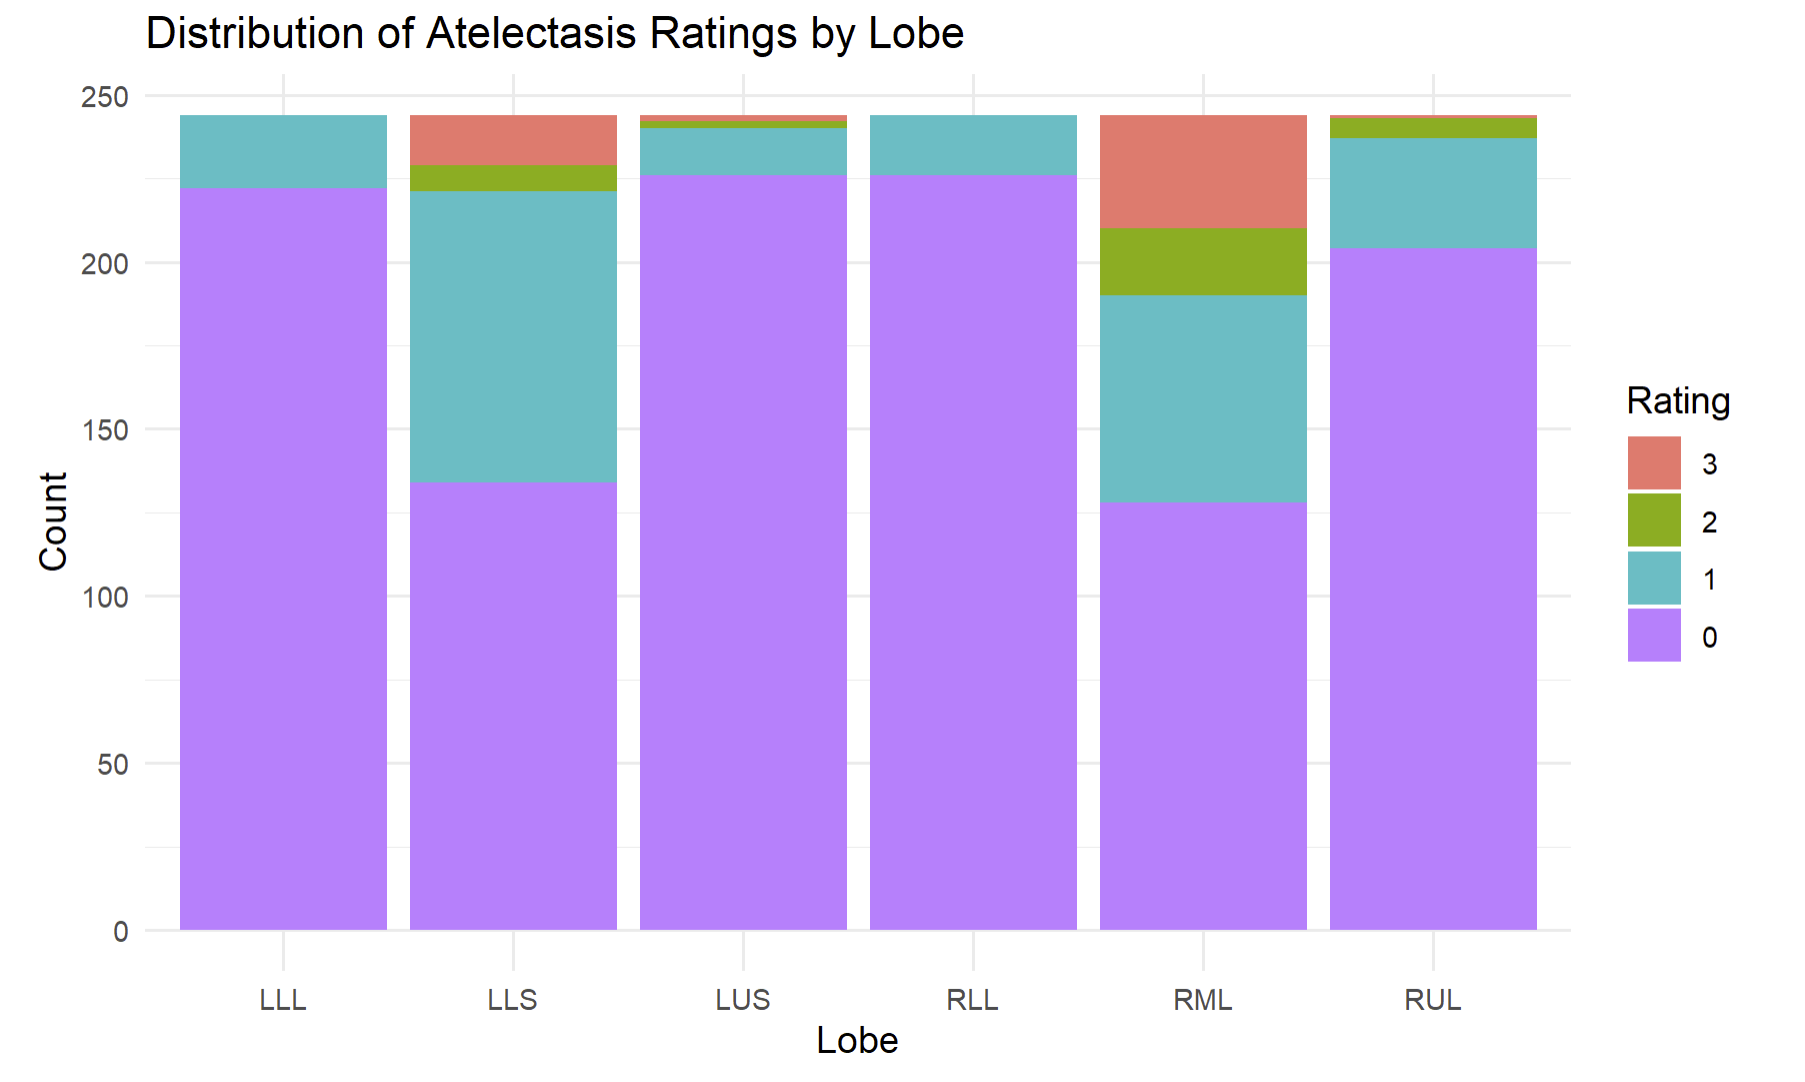 Distribution of Atelectasis Ratings by Lobe
250
200
150
100
50
0
Count
LLL LLS LUS RLL RML RUL
Lobe
Rating
3
2
1
0